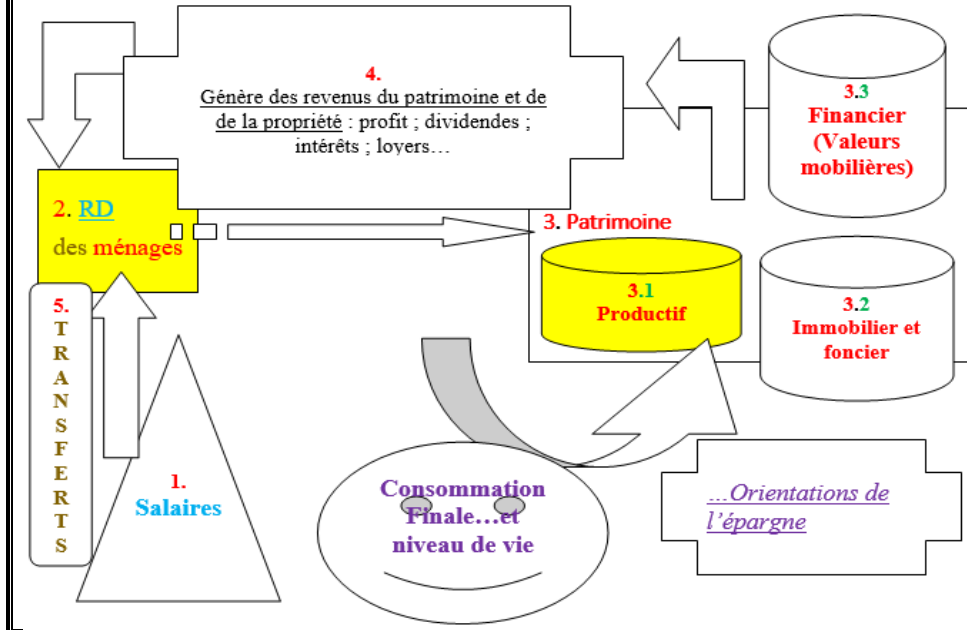 4.
Génère des revenus du patrimoine et de
de la propriété : profit ; dividendes ;
intérêts ; loyers…
3.3
Financier
(Valeurs
mobilières)
2. RD
des ménages
3. Patrimoine
3.1
Productif
3.2
Immobilier et
foncier
5.
T
R
A
N
S
F
E
R
T
S
1.
Salaires
Consommation
Finale…et
niveau de vie
…Orientations de
l’épargne